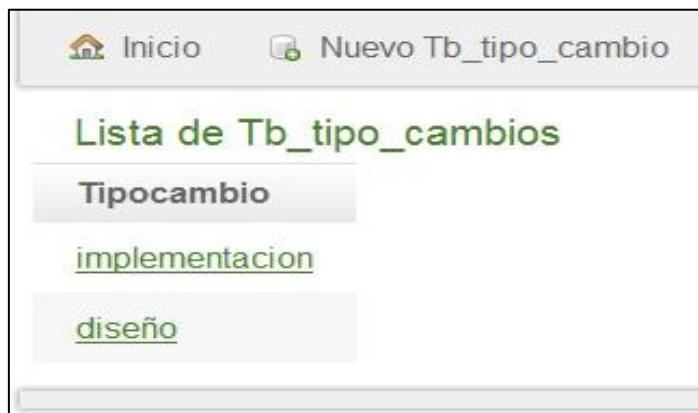 Inicio Nuevo Tb_tipo_cambio
Lista de Tb_tipo_cambios
Tipocambio
implementacion
diseño